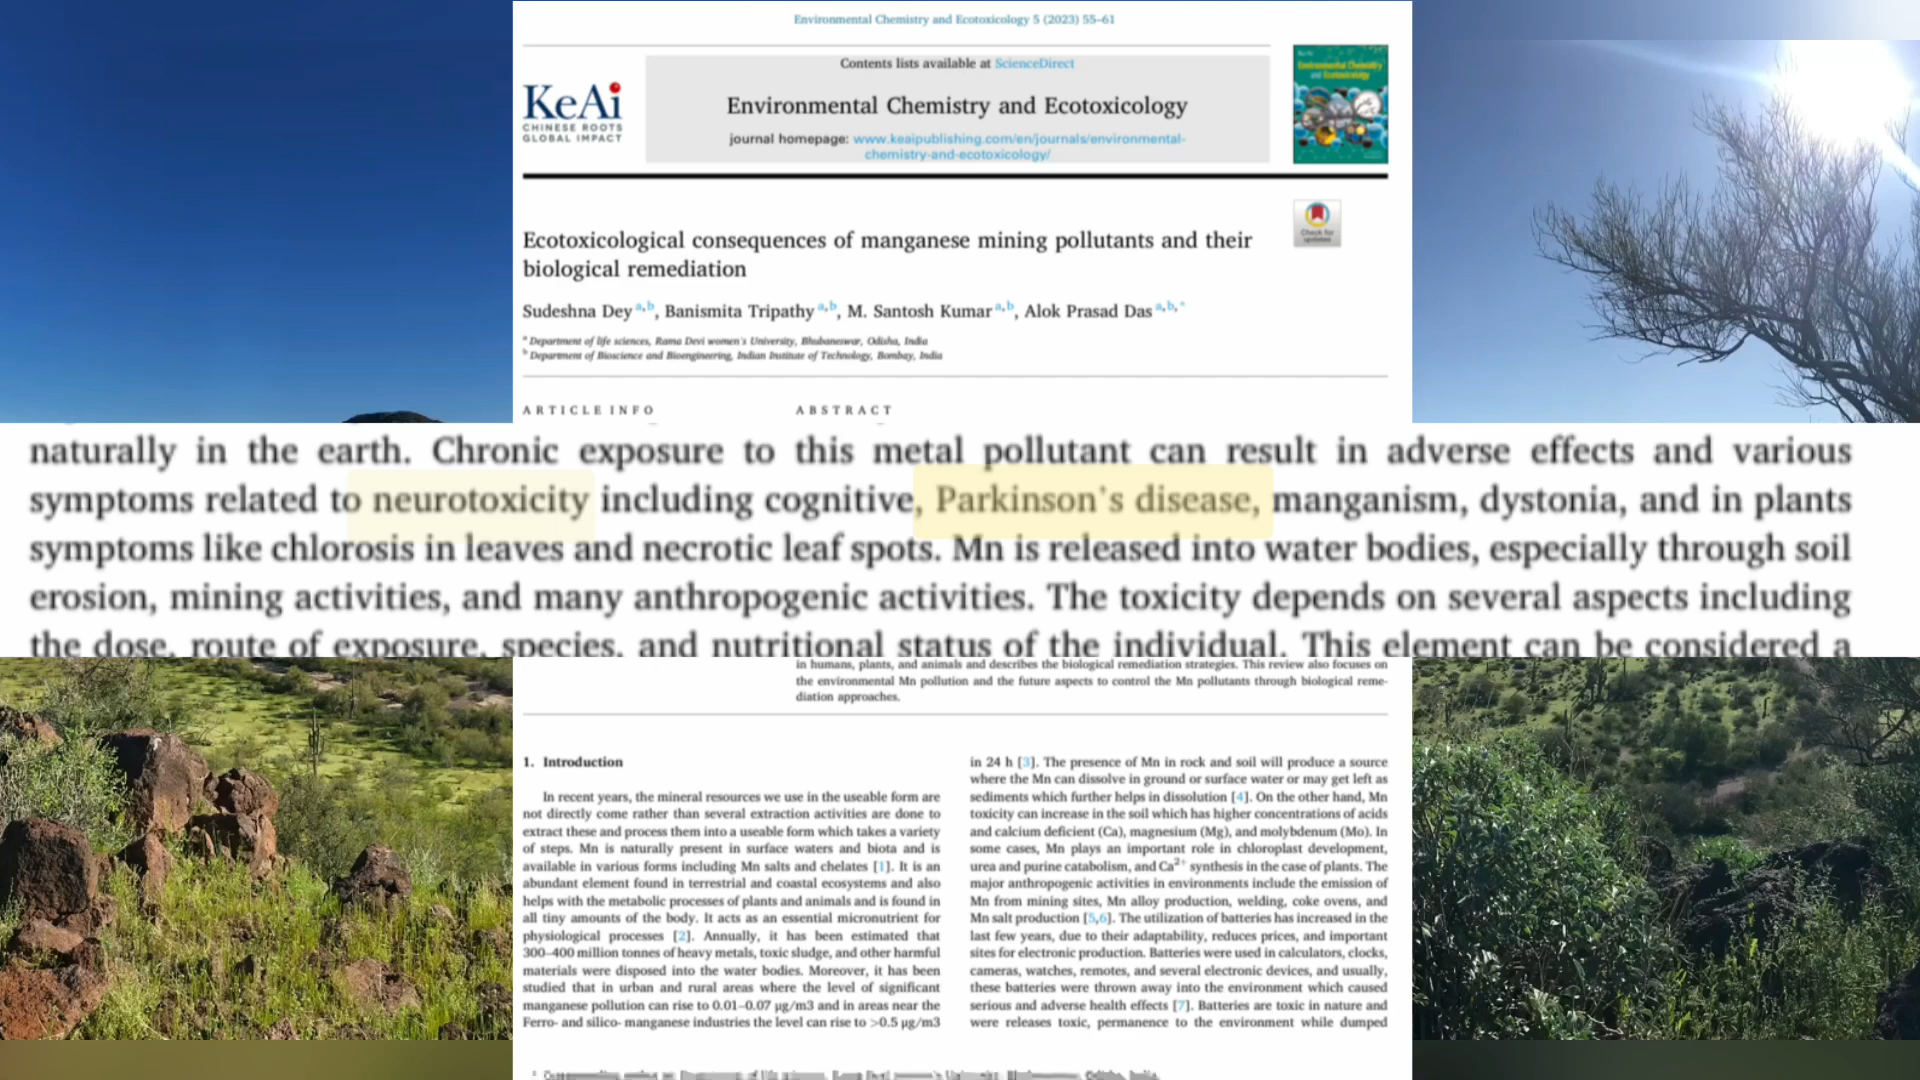 Environmental Chemistry and Ecotoxicology 5 (2023) 55–61
Contents lists available at ScienceDirect
KeAi
CHINESE ROOTS
GLOBAL IMPACT
Environmental Chemistry and Ecotoxicology
journal homepage: www.keaipublishing.com/en/journals/environmental-
chemistry-and-ecotoxicology/
Environmental Chemistry
and Ecotoxicology
Check for
updates
Ecotoxicological consequences of manganese mining pollutants and their
biological remediation
Sudeshna Dey a,b, Banismita Tripathy a,b, M. Santosh Kumar a,b, Alok Prasad Das a,b,*
a Department of life sciences, Rama Devi women's University, Bhubaneswar, Odisha, India
b Department of Bioscience and Bioengineering, Indian Institute of Technology, Bombay, India
ARTICLE INFO
ABSTRACT
naturally in the earth. Chronic exposure to this metal pollutant can result in adverse effects and various
symptoms related to neurotoxicity including cognitive, Parkinson's disease, manganism, dystonia, and in plants
symptoms like chlorosis in leaves and necrotic leaf spots. Mn is released into water bodies, especially through soil
erosion, mining activities, and many anthropogenic activities. The toxicity depends on several aspects including
the dose, route of exposure, species, and nutritional status of the individual. This element can be considered a
in humans, plants, and animals and describes the biological remediation strategies. This review also focuses on
the environmental Mn pollution and the future aspects to control the Mn pollutants through biological reme-
diation approaches.
1. Introduction
In recent years, the mineral resources we use in the useable form are
not directly come rather than several extraction activities are done to
extract these and process them into a useable form which takes a variety
of steps. Mn is naturally present in surface waters and biota and is
available in various forms including Mn salts and chelates [1]. It is an
abundant element found in terrestrial and coastal ecosystems and also
helps with the metabolic processes of plants and animals and is found in
all tiny amounts of the body. It acts as an essential micronutrient for
physiological processes [2]. Annually, it has been estimated that
300–400 million tonnes of heavy metals, toxic sludge, and other harmful
materials were disposed into the water bodies. Moreover, it has been
studied that in urban and rural areas where the level of significant
manganese pollution can rise to 0.01–0.07 μg/m3 and in areas near the
Ferro- and silico- manganese industries the level can rise to >0.5 μg/m3
in 24 h [3]. The presence of Mn in rock and soil will produce a source
where the Mn can dissolve in ground or surface water or may get left as
sediments which further helps in dissolution [4]. On the other hand, Mn
toxicity can increase in the soil which has higher concentrations of acids
and calcium deficient (Ca), magnesium (Mg), and molybdenum (Mo). In
some cases, Mn plays an important role in chloroplast development,
urea and purine catabolism, and Ca2+ synthesis in the case of plants. The
major anthropogenic activities in environments include the emission of
Mn from mining sites, Mn alloy production, welding, coke ovens, and
Mn salt production [5,6]. The utilization of batteries has increased in the
last few years, due to their adaptability, reduces prices, and important
sites for electronic production. Batteries were used in calculators, clocks,
cameras, watches, remotes, and several electronic devices, and usually,
these batteries were thrown away into the environment which caused
serious and adverse health effects [7]. Batteries are toxic in nature and
were releases toxic, permanence to the environment while dumped